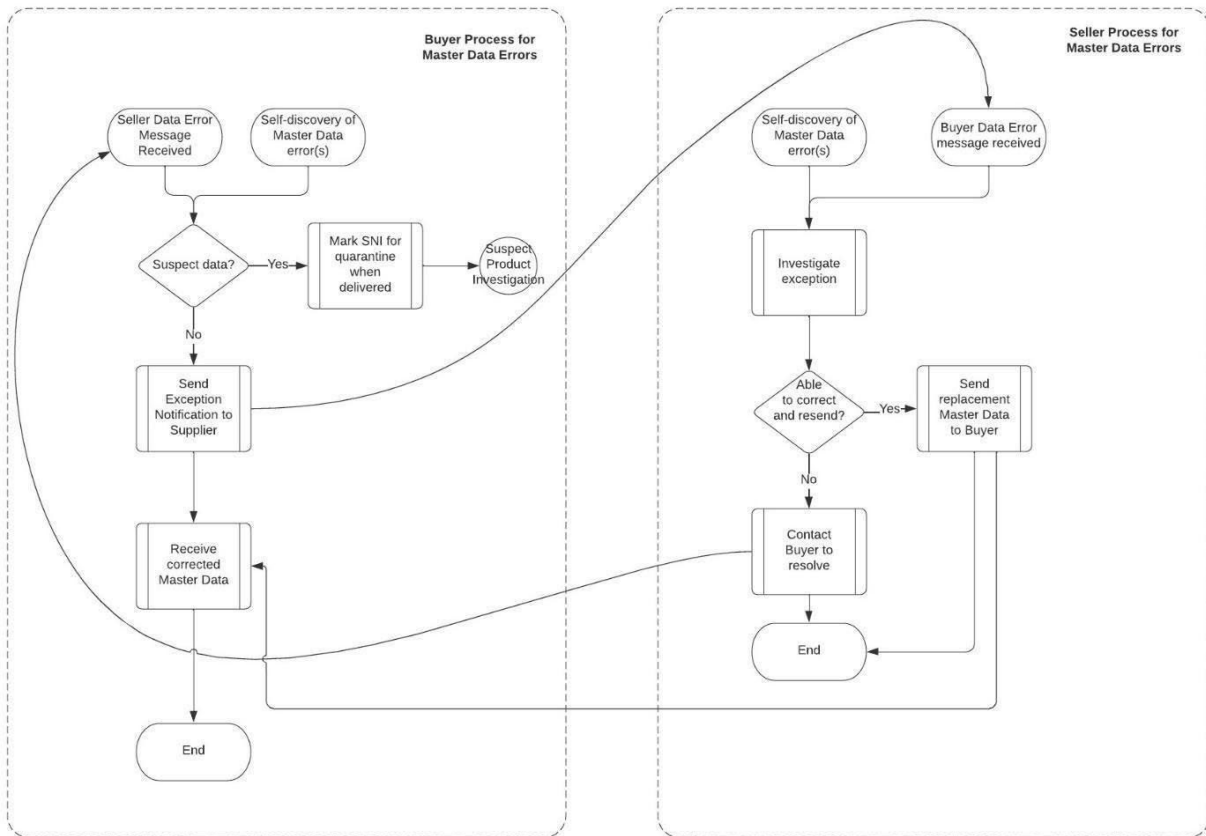 Buyer Process for
Master Data Errors
Seller Data Error
Message
Received
Self-discovery of
Master Data
error(s)
Suspect data?
Yes
Mark SNI for
quarantine
when
delivered
Suspect
Product
Investigation
No
Send
Exception
Notification to
Supplier
Receive
corrected
Master Data
End
Seller Process for
Master Data Errors
Self-discovery of
Master Data
error(s)
Buyer Data Error
message received
Investigate
exception
Able
to correct
and resend?
Yes
Send
replacement
Master Data
to Buyer
No
Contact
Buyer to
resolve
End